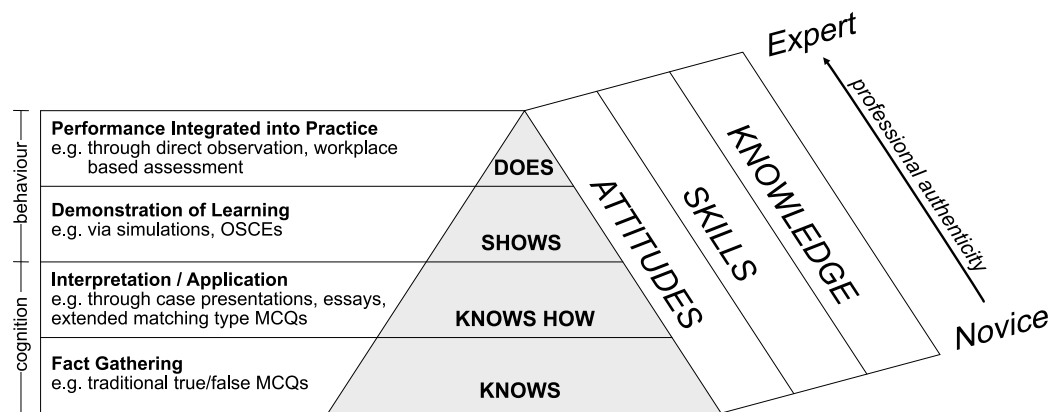 Expert
professional authenticity
Novice
KNOWLEDGE
SKILLS
ATTITUDES
behaviour
cognition
Performance Integrated into Practice
e.g. through direct observation, workplace
based assessment
DOES
Demonstration of Learning
e.g. via simulations, OSCEs
SHOWS
Interpretation / Application
e.g. through case presentations, essays,
extended matching type MCQs
KNOWS HOW
Fact Gathering
e.g. traditional true/false MCQs
KNOWS